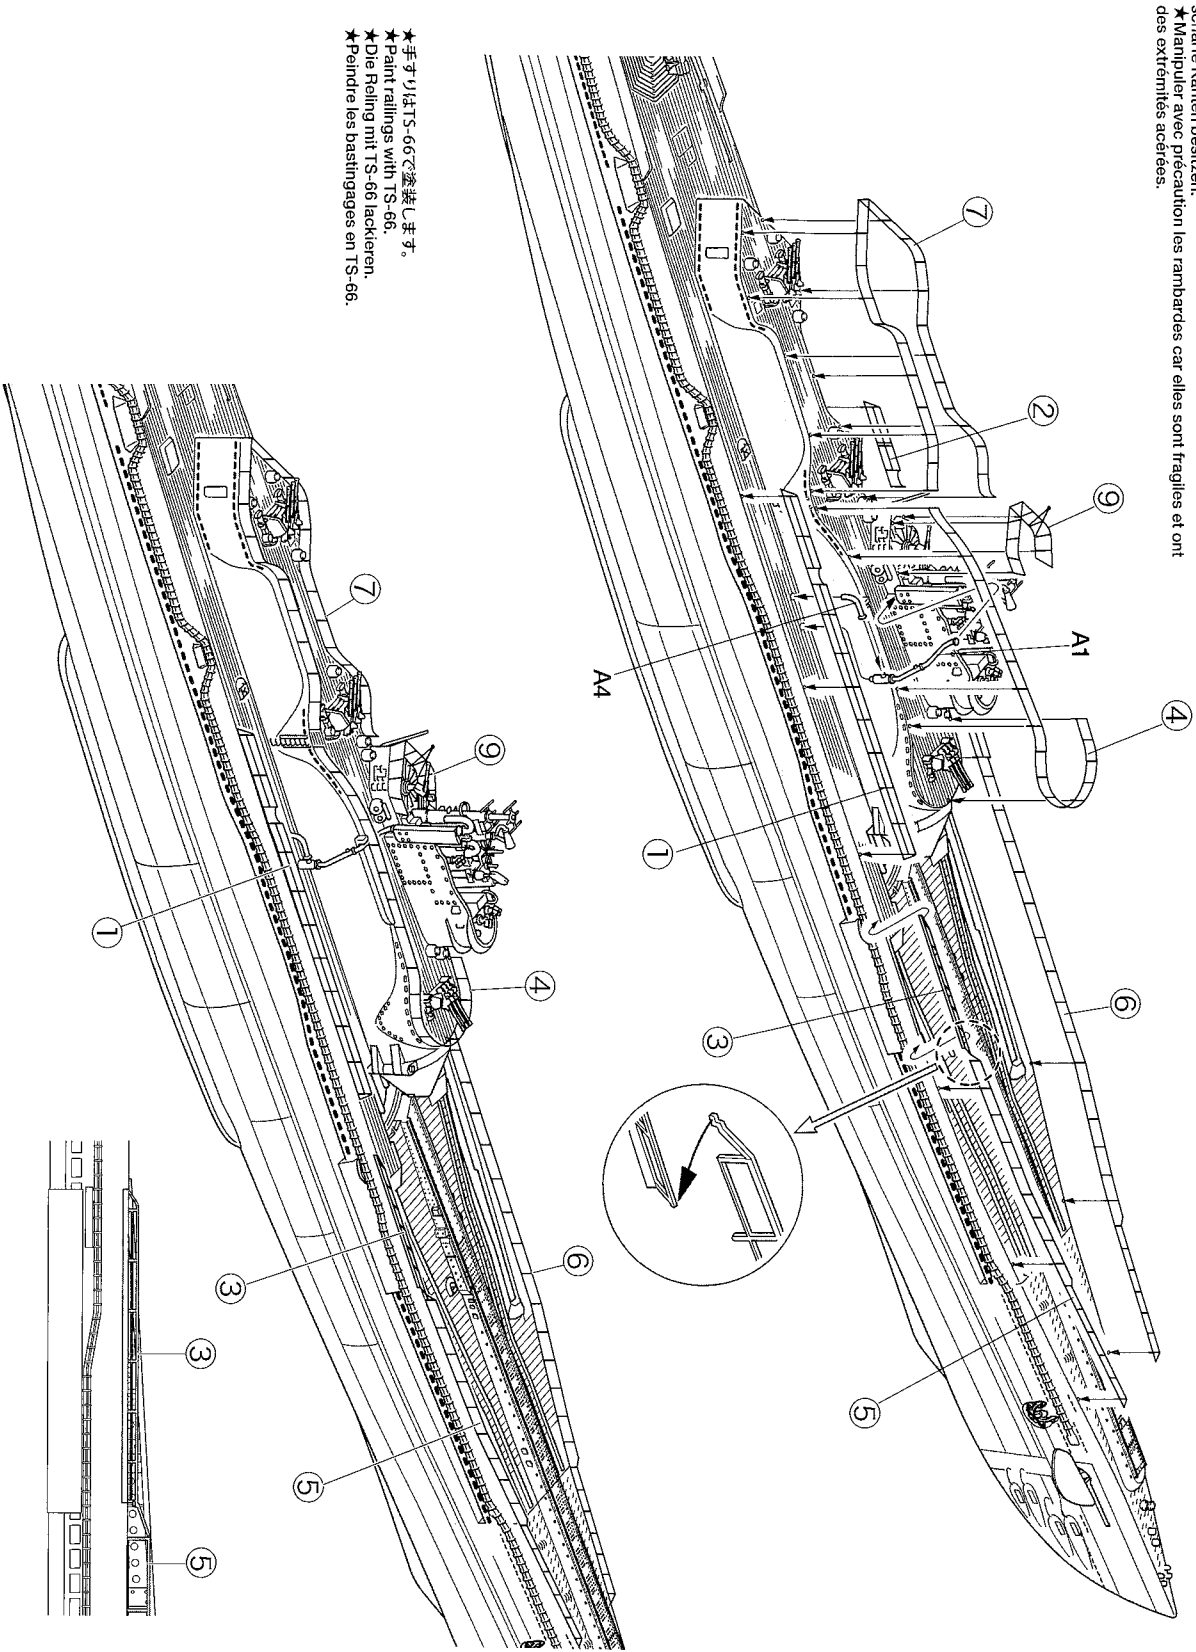 ★Manipuler avec précaution les rambardes car elles sont fragiles et ont
des extrémités acérées.
⑦
②
⑨
A1
④
A4
①
⑥
③
⑤
★手すりはTS-66で塗装します。
★Paint railings with TS-66.
★Die Reling mit TS-66 lackieren.
★Peindre les bastingages en TS-66.
⑦
⑨
①
④
⑥
③
⑤
③
⑤